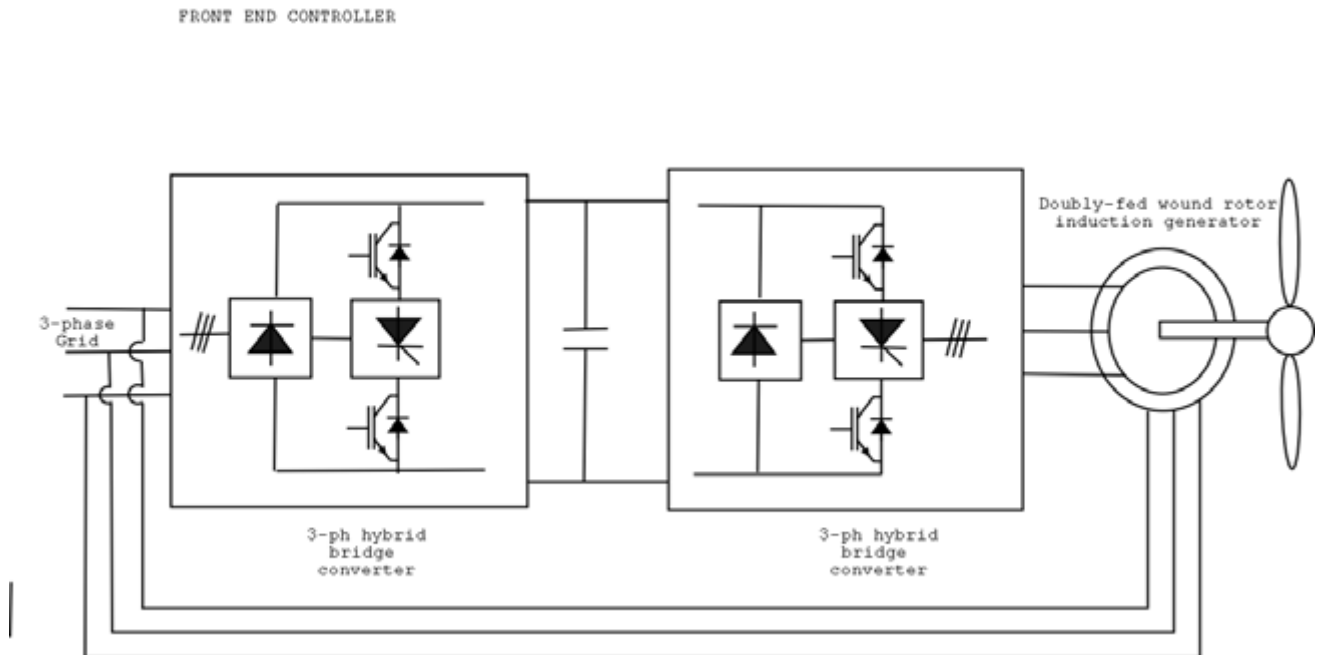 FRONT END CONTROLLER
Doubly-fed wound rotor
induction generator
3-phase
Grid
3-ph hybrid
bridge
converter
3-ph hybrid
bridge
converter